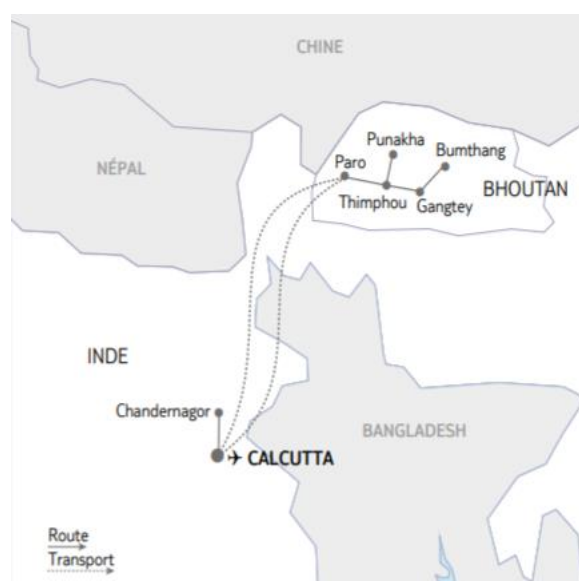 CHINE
NÉPAL
Punakha
Bumthang
Paro
BHOUTAN
Thimphou
Gangtey
INDE
Chandernagor
BANGLADESH
CALCUTTA
Route
Transport